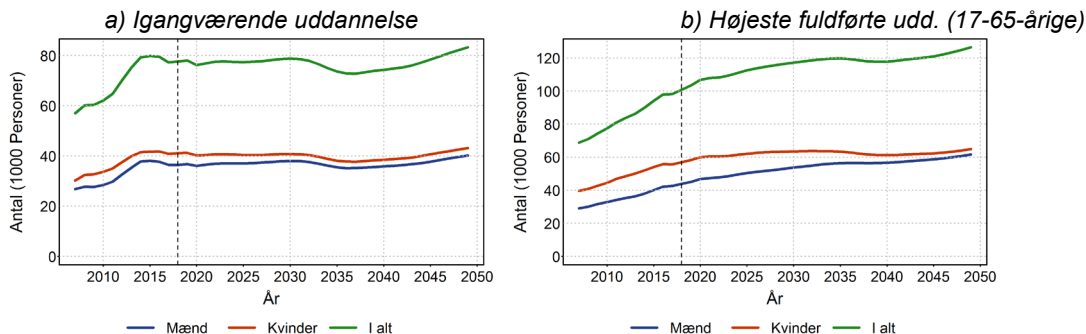 a) Igangværende uddannelse
Antal (1000 Personer)
80
60
40
20
0
2010 2015 2020 2025 2030 2035 2040 2045 2050
År
Mænd Kvinder I alt
b) Højeste fuldførte udd. (17-65-årige)
Antal (1000 Personer)
120
100
80
60
40
20
0
2010 2015 2020 2025 2030 2035 2040 2045 2050
År
Mænd Kvinder I alt